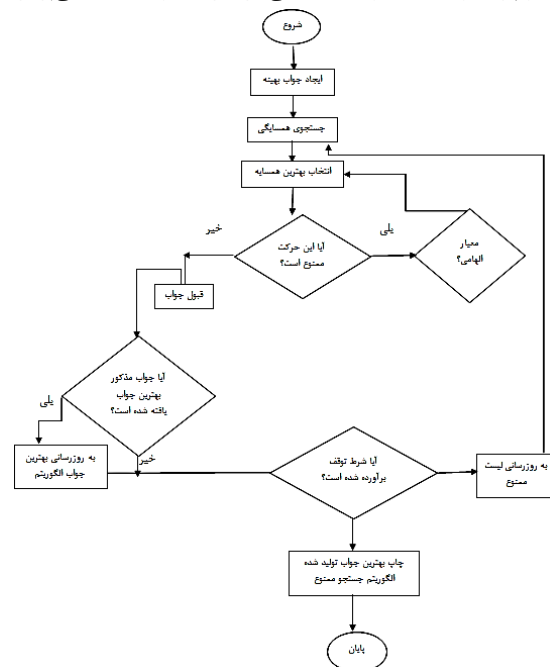 شروع
ایجاد جواب بهینه
جستجوی همسایگی
انتخاب بهترین همسایه
آیا این حرکت
ممنوع است؟
خیر
یلی
معیار
الهامی؟
قبول جواب
آیا جواب مذکور
بهترین جواب
یافته شده است؟
یلی
خیر
به روزرسانی بهترین
جواب الگوریتم
آیا شرط توقف
برآورده شده است؟
به روزرسانی لیست
ممنوع
چاپ بهترین جواب تولید شده
الگوریتم جستجو ممنوع
پایان